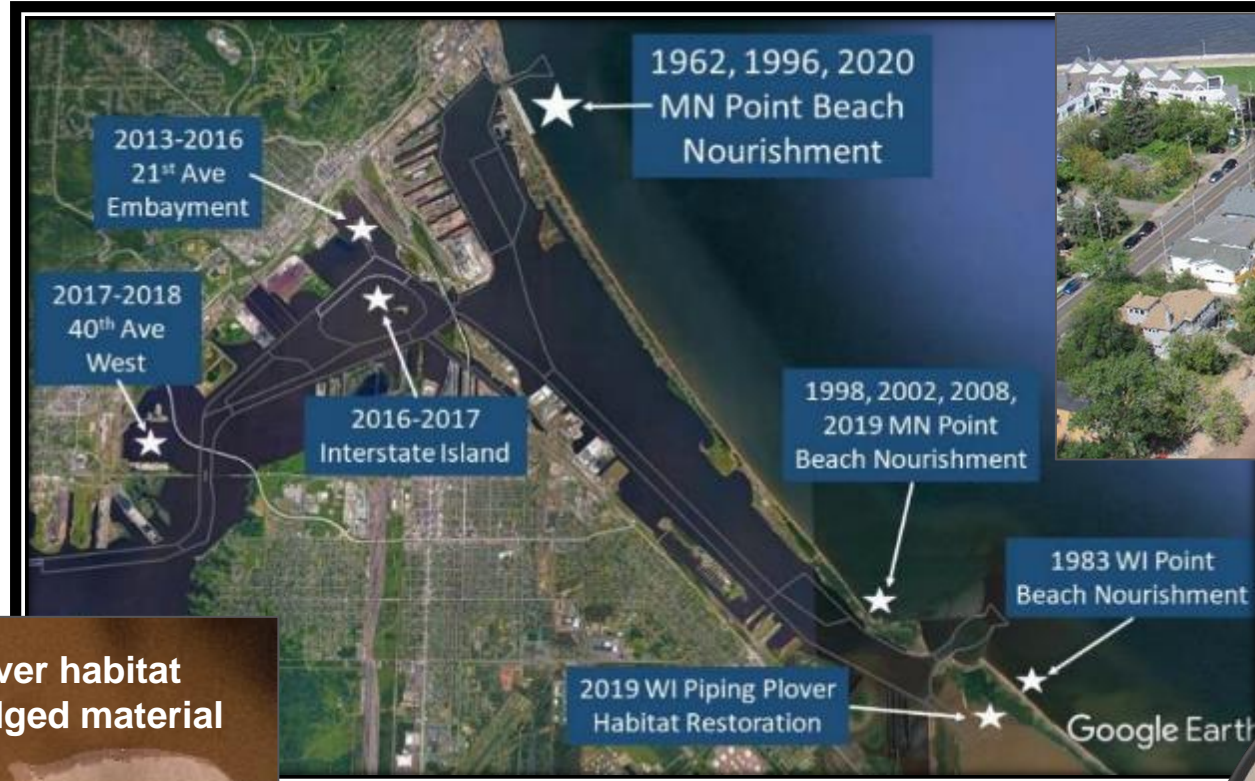 1962, 1996, 2020
MN Point Beach
Nourishment
2013-2016
21st Ave
Embayment
2017-2018
40th Ave
West
2016-2017
Interstate Island
1998, 2002, 2008,
2019 MN Point
Beach Nourishment
1983 WI Point
Beach Nourishment
2019 WI Piping Plover
Habitat Restoration
Google Earth
ver habitat
dged material